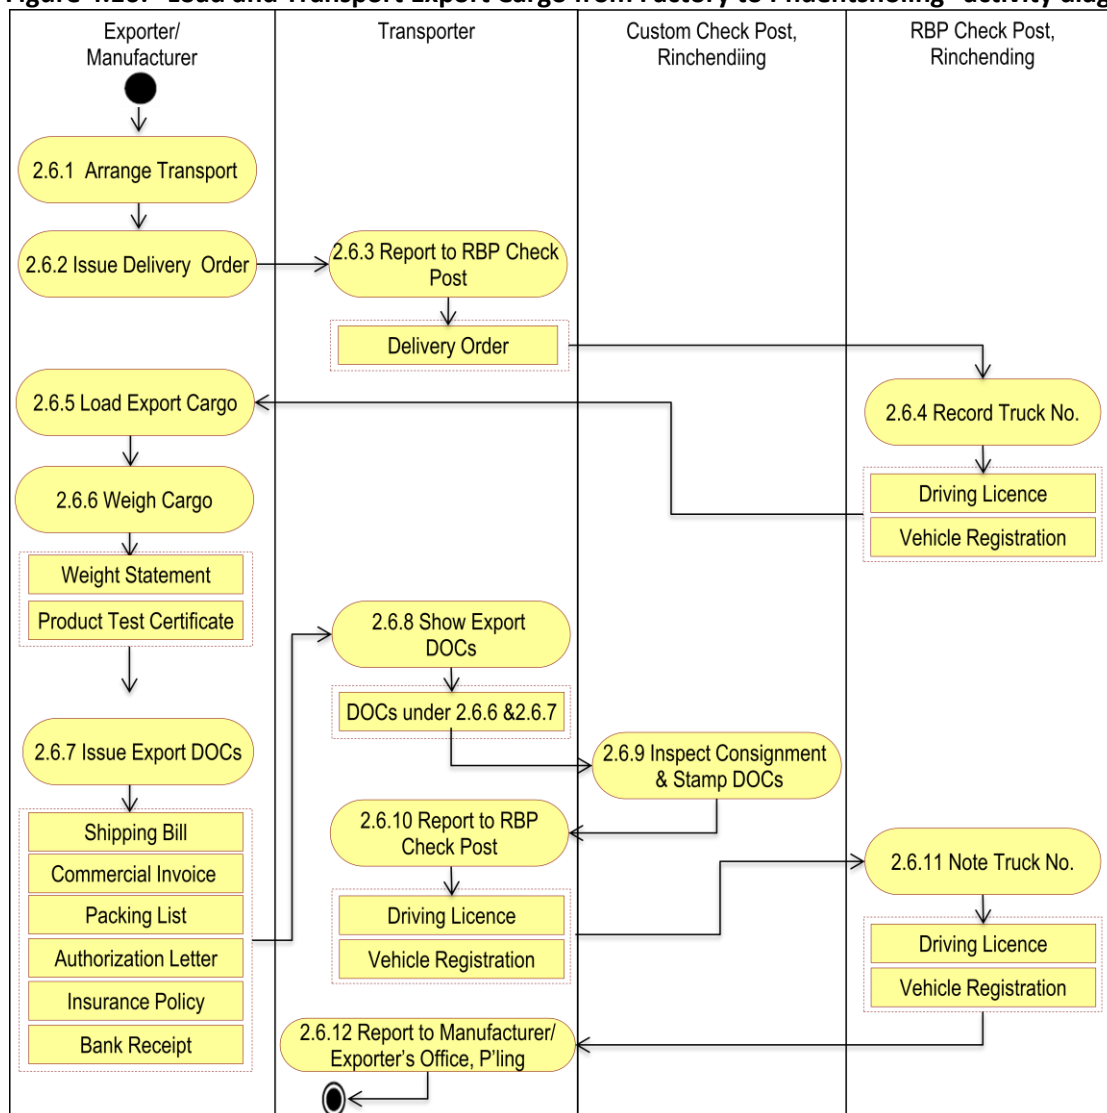 Exporter/
Manufacturer
Transporter
Custom Check Post,
Rinchendiing
RBP Check Post,
Rinchending
2.6.1 Arrange Transport
2.6.2 Issue Delivery Order
2.6.3 Report to RBP Check
Post
Delivery Order
2.6.4 Record Truck No.
Driving Licence
Vehicle Registration
2.6.5 Load Export Cargo
2.6.6 Weigh Cargo
Weight Statement
Product Test Certificate
2.6.7 Issue Export DOCs
Shipping Bill
Commercial Invoice
Packing List
Authorization Letter
Insurance Policy
Bank Receipt
2.6.8 Show Export
DOCs
DOCs under 2.6.6 &2.6.7
2.6.9 Inspect Consignment
& Stamp DOCs
2.6.10 Report to RBP
Check Post
Driving Licence
Vehicle Registration
2.6.11 Note Truck No.
Driving Licence
Vehicle Registration
2.6.12 Report to Manufacturer/
Exporter’s Office, P’ling